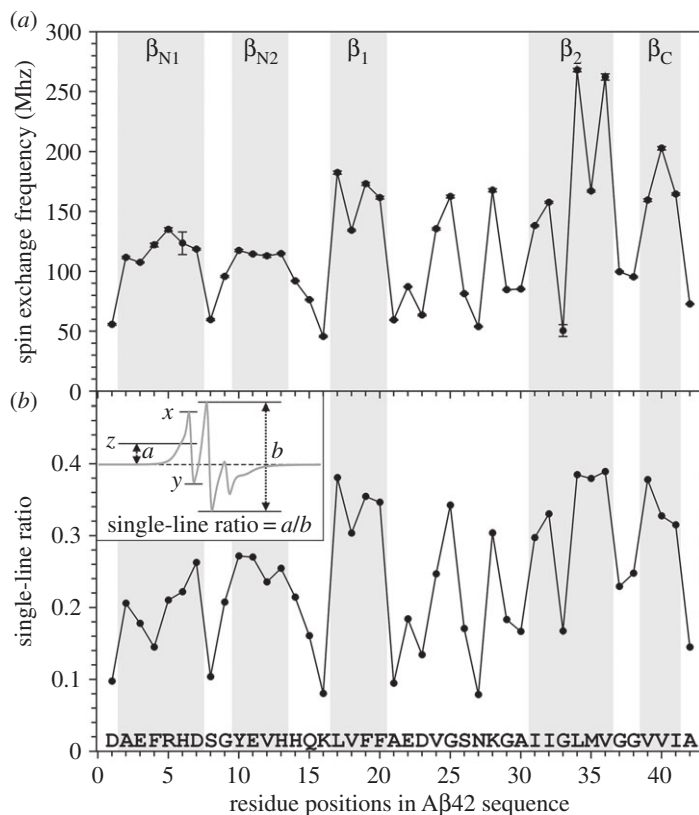 (a)
300
250
200
150
100
50
0
spin exchange frequency (Mhz)
βN1
βN2
β1
β2
βC
(b)
0.4
0.3
0.2
0.1
0
single-line ratio
x
z
a
y
b
single-line ratio = a/b
DAEFRHDSGYEVHHQKLVFFAEDVGSNKGAIIGLMVGGVVIA
0 5 10 15 20 25 30 35 40
residue positions in Aβ42 sequence